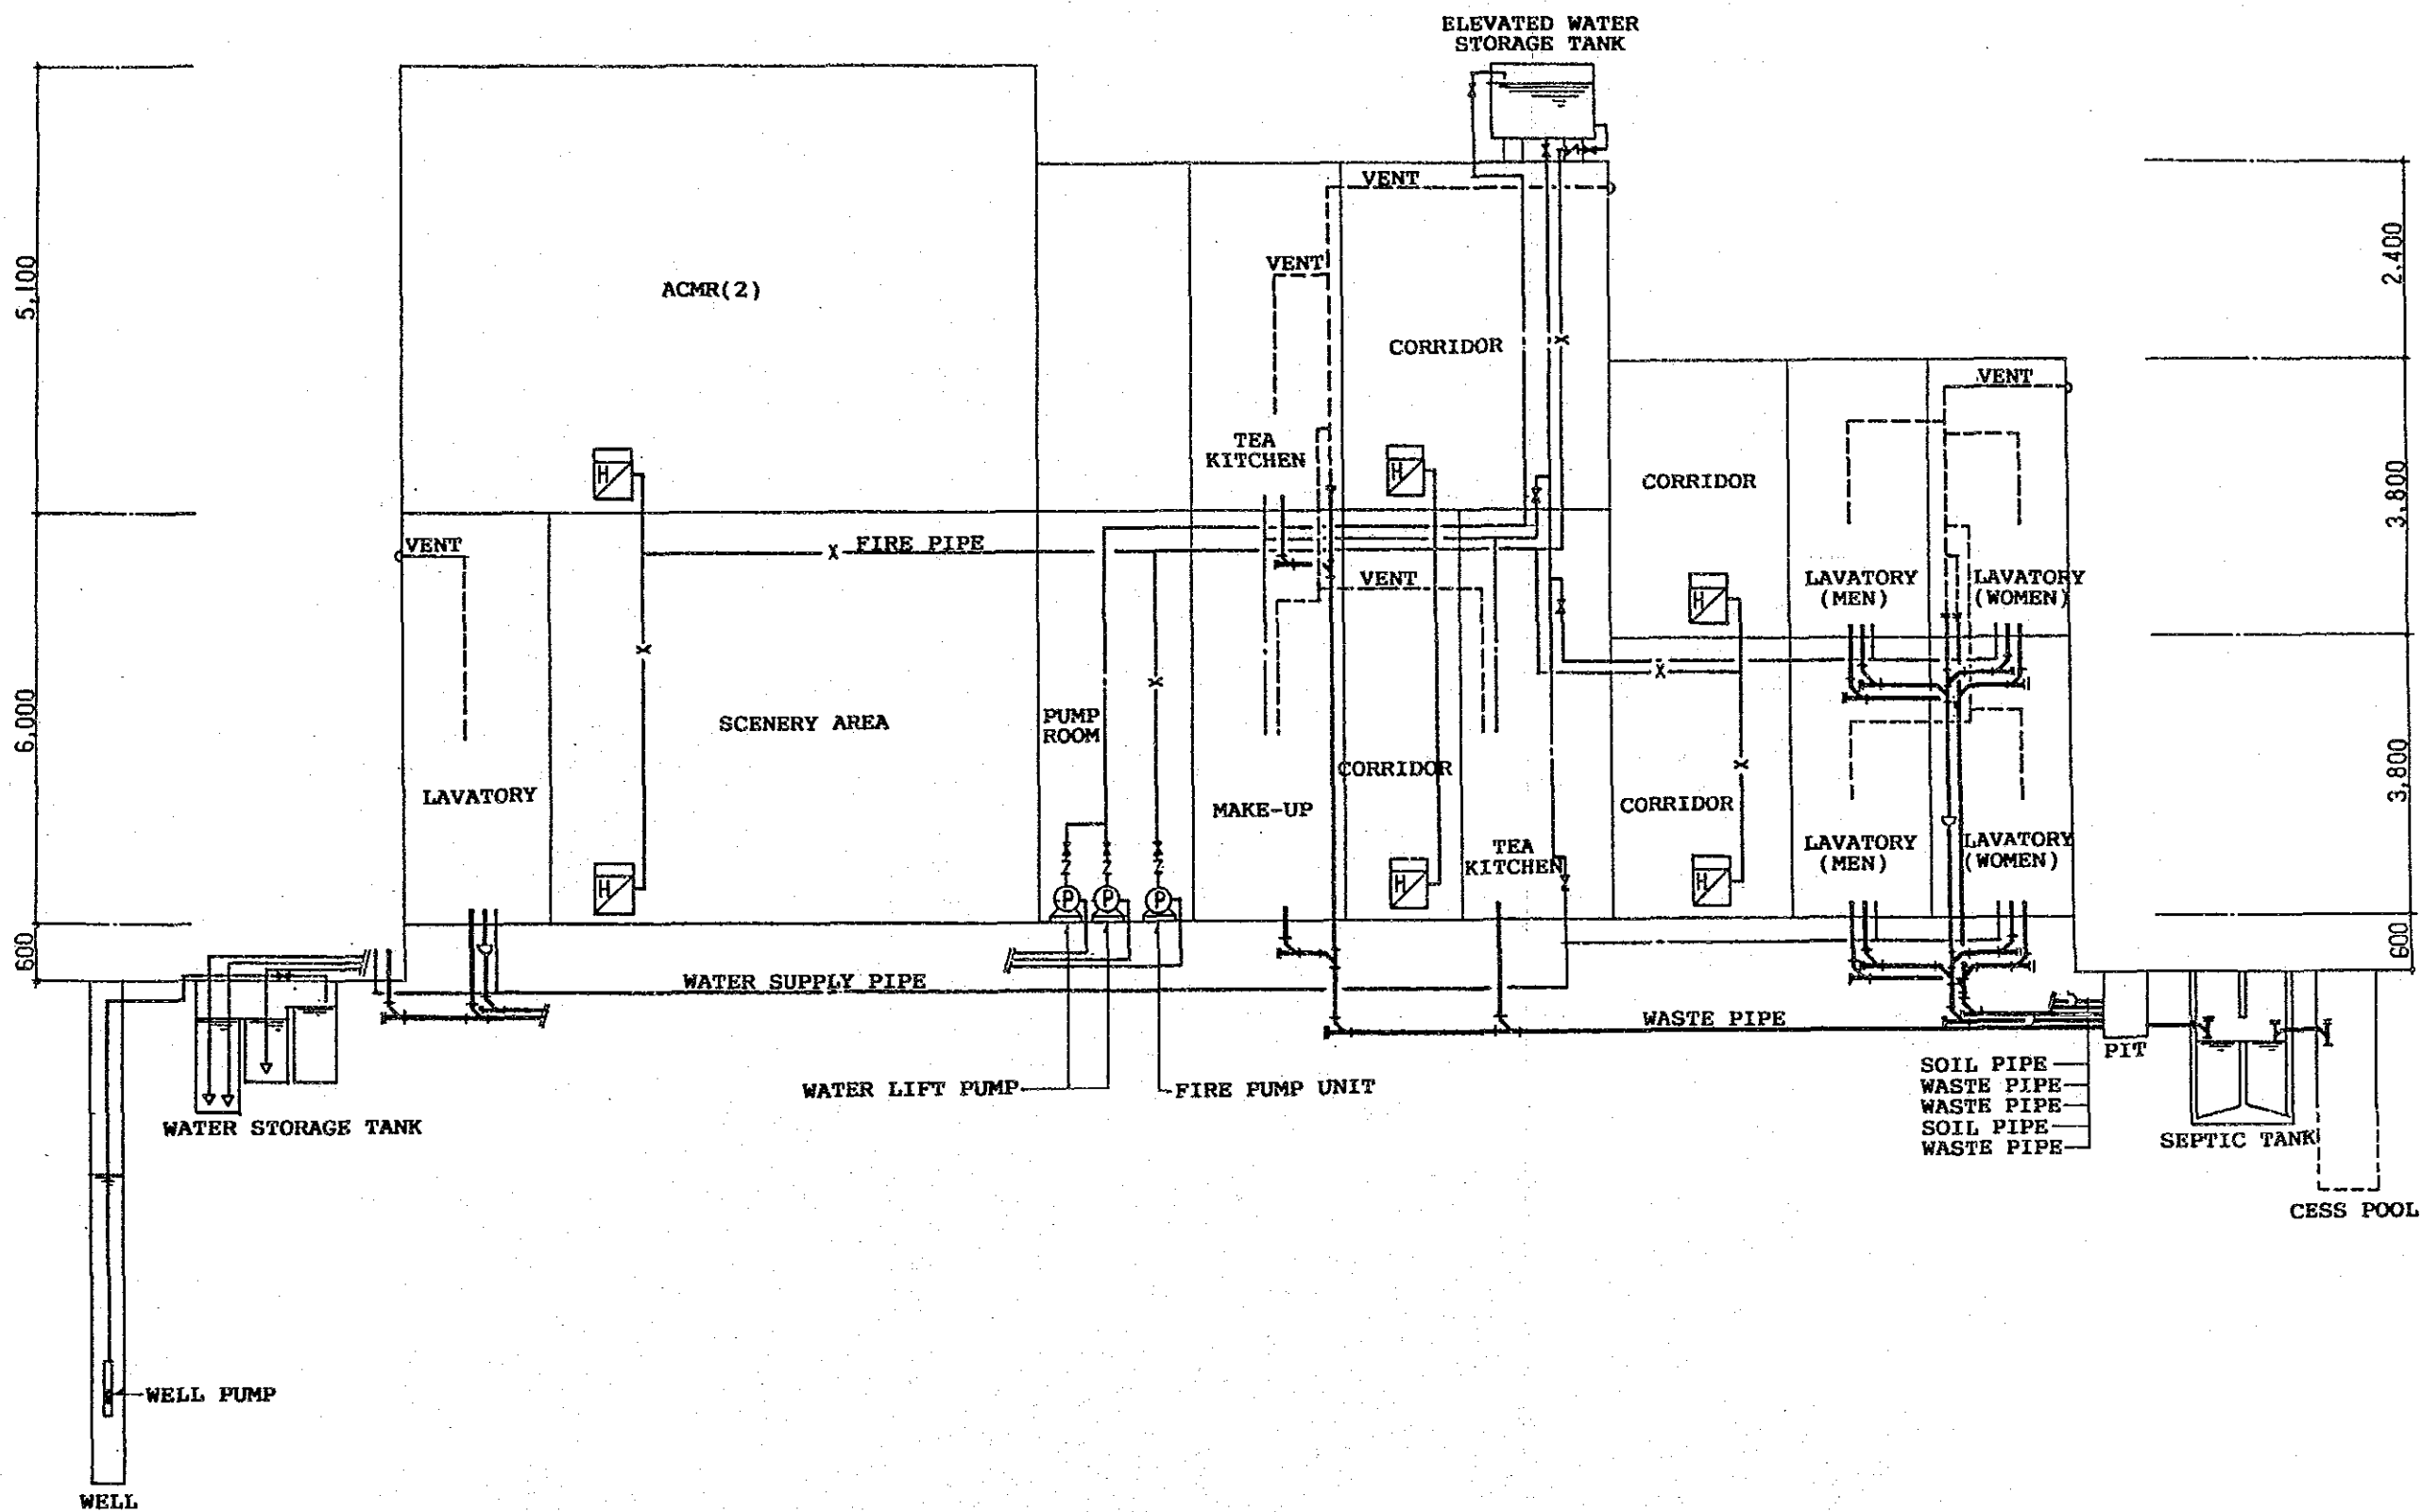 ELEVATED WATER
STORAGE TANK
VENT
VENT
5,100
ACMR(2)
CORRIDOR
2,400
VENT
TEA
KITCHEN
H
H
CORRIDOR
3,800
VENT
FIRE PIPE
VENT
H
LAVATORY
(MEN)
LAVATORY
(WOMEN)
6,000
SCENERY AREA
PUMP
ROOM
LAVATORY
MAKE-UP
CORRIDOR
CORRIDOR
3,800
TEA
KITCHEN
LAVATORY
(MEN)
LAVATORY
(WOMEN)
H
P
P
P
H
H
600
600
WATER SUPPLY PIPE
WASTE PIPE
PIT
WATER LIFT PUMP
FIRE PUMP UNIT
SOIL PIPE
WASTE PIPE
WASTE PIPE
SOIL PIPE
WASTE PIPE
WATER STORAGE TANK
SEPTIC TANK
CESS POOL
WELL PUMP
WELL